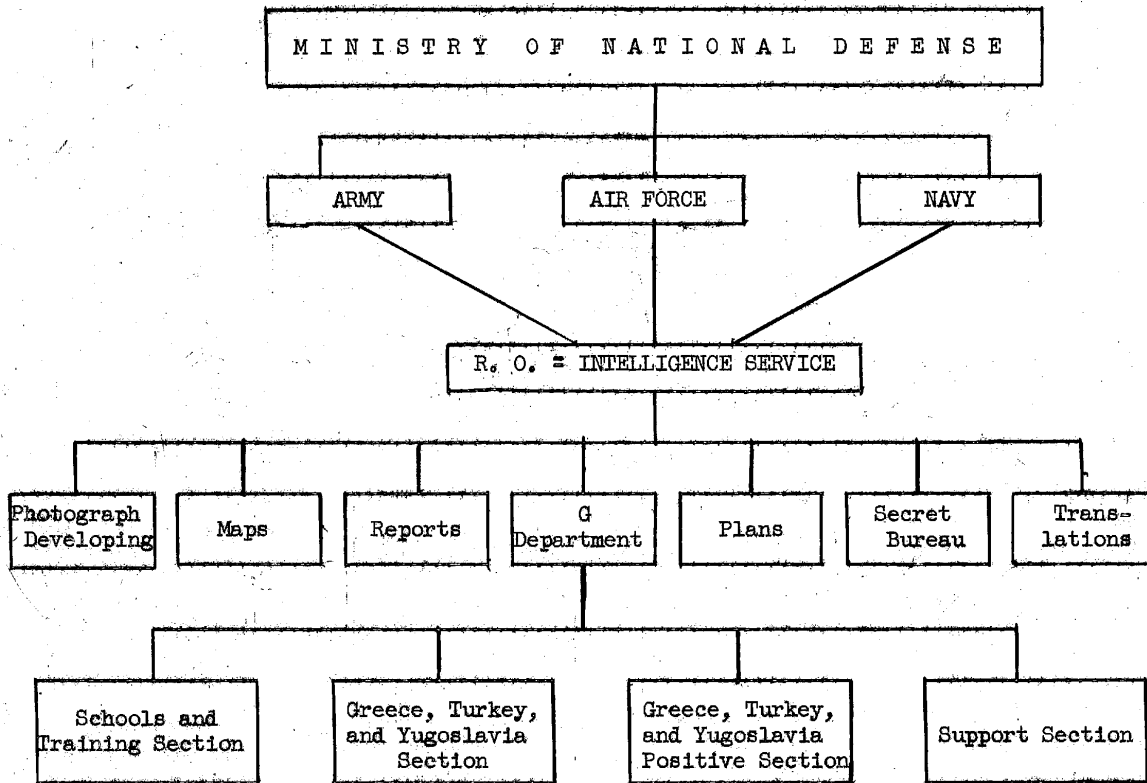 MINISTRY OF NATIONAL DEFENSE
ARMY
AIR FORCE
NAVY
R. O. = INTELLIGENCE SERVICE
Photograph
Developing
Maps
Reports
G
Department
Plans
Secret
Bureau
Trans-
lations
Schools and
Training Section
Greece, Turkey,
and Yugoslavia
Section
Greece, Turkey,
and Yugoslavia
Positive Section
Support Section